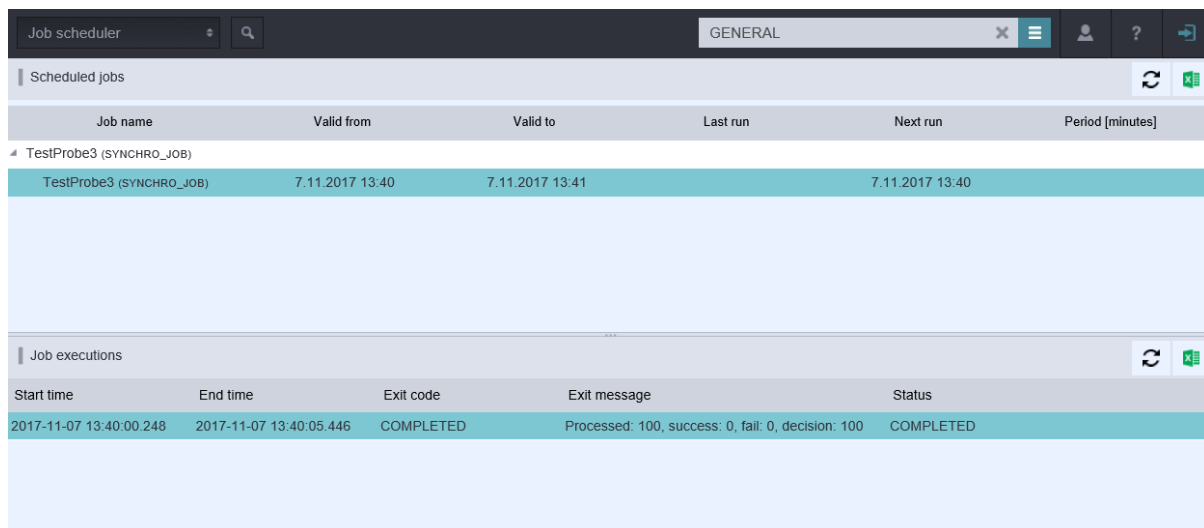 Job scheduler GENERAL ?
Scheduled jobs
Job name Valid from Valid to Last run Next run Period [minutes]
TestProbe3 (SYNCHRO_JOB)
TestProbe3 (SYNCHRO_JOB) 7.11.2017 13:40 7.11.2017 13:41 7.11.2017 13:40
Job executions
Start time End time Exit code Exit message Status
2017-11-07 13:40:00.248 2017-11-07 13:40:05.446 COMPLETED Processed: 100, success: 0, fail: 0, decision: 100 COMPLETED